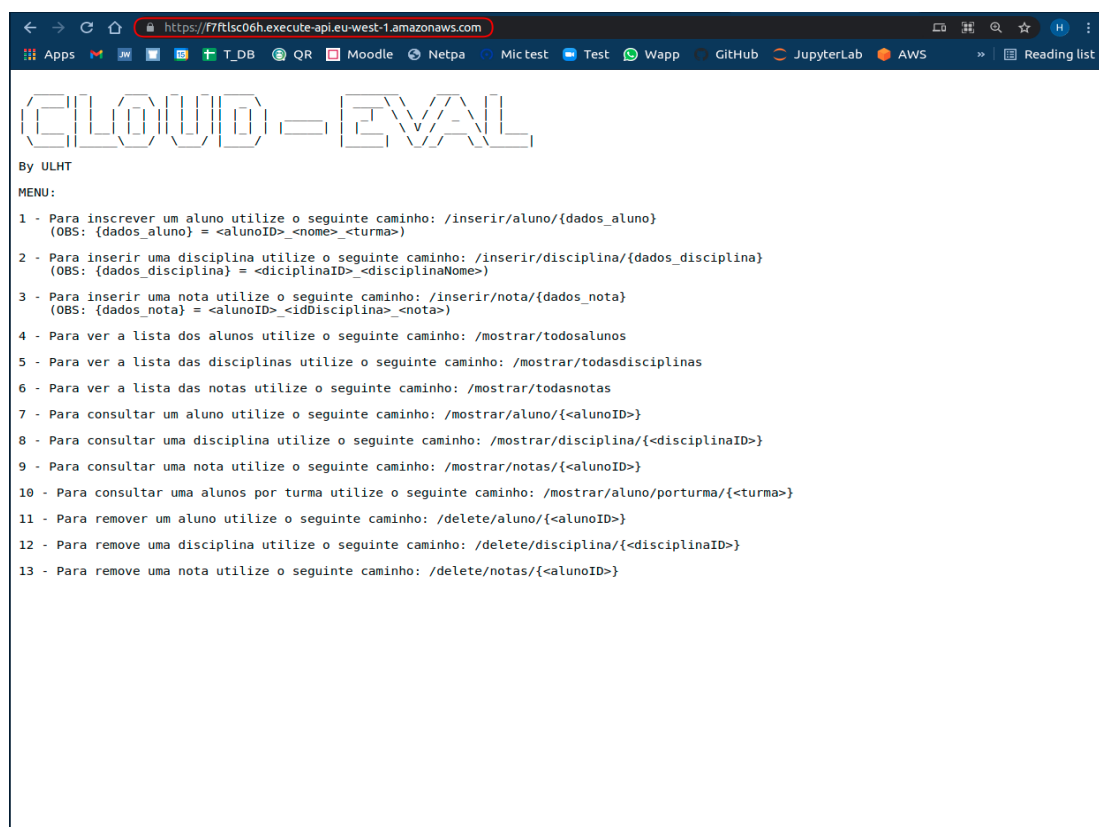 https://f7ftlsc06h.execute-api.eu-west-1.amazonaws.com
H
Apps JW 15 T_DB QR Moodle Netpa Mic test Test Wapp GitHub JupyterLab AWS » Reading list
CLOUD - EVAL
By ULHT
MENU:
1 - Para inscrever um aluno utilize o seguinte caminho: /inserir/aluno/{dados_aluno}
(OBS: {dados_aluno} = <alunoID>_<nome>_<turma>)
2 - Para inserir uma disciplina utilize o seguinte caminho: /inserir/disciplina/{dados_disciplina}
(OBS: {dados_disciplina} = <diciplinaID>_<disciplinaNome>)
3 - Para inserir uma nota utilize o seguinte caminho: /inserir/nota/{dados_nota}
(OBS: {dados_nota} = <alunoID>_<idDisciplina>_<nota>)
4 - Para ver a lista dos alunos utilize o seguinte caminho: /mostrar/todosalunos
5 - Para ver a lista das disciplinas utilize o seguinte caminho: /mostrar/todasdisciplinas
6 - Para ver a lista das notas utilize o seguinte caminho: /mostrar/todasnotas
7 - Para consultar um aluno utilize o seguinte caminho: /mostrar/aluno/{<alunoID>}
8 - Para consultar uma disciplina utilize o seguinte caminho: /mostrar/disciplina/{<disciplinaID>}
9 - Para consultar uma nota utilize o seguinte caminho: /mostrar/notas/{<alunoID>}
10 - Para consultar uma alunos por turma utilize o seguinte caminho: /mostrar/aluno/porturma/{<turma>}
11 - Para remover um aluno utilize o seguinte caminho: /delete/aluno/{<alunoID>}
12 - Para remove uma disciplina utilize o seguinte caminho: /delete/disciplina/{<disciplinaID>}
13 - Para remove uma nota utilize o seguinte caminho: /delete/notas/{<alunoID>}